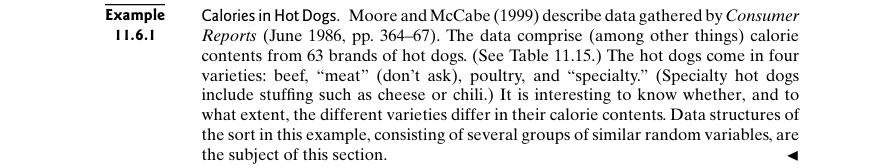 Example
11.6.1
Calories in Hot Dogs. Moore and McCabe (1999) describe data gathered by Consumer
Reports (June 1986, pp. 364–67). The data comprise (among other things) calorie
contents from 63 brands of hot dogs. (See Table 11.15.) The hot dogs come in four
varieties: beef, “meat” (don’t ask), poultry, and “specialty.” (Specialty hot dogs
include stuffing such as cheese or chili.) It is interesting to know whether, and to
what extent, the different varieties differ in their calorie contents. Data structures of
the sort in this example, consisting of several groups of similar random variables, are
the subject of this section. ◄